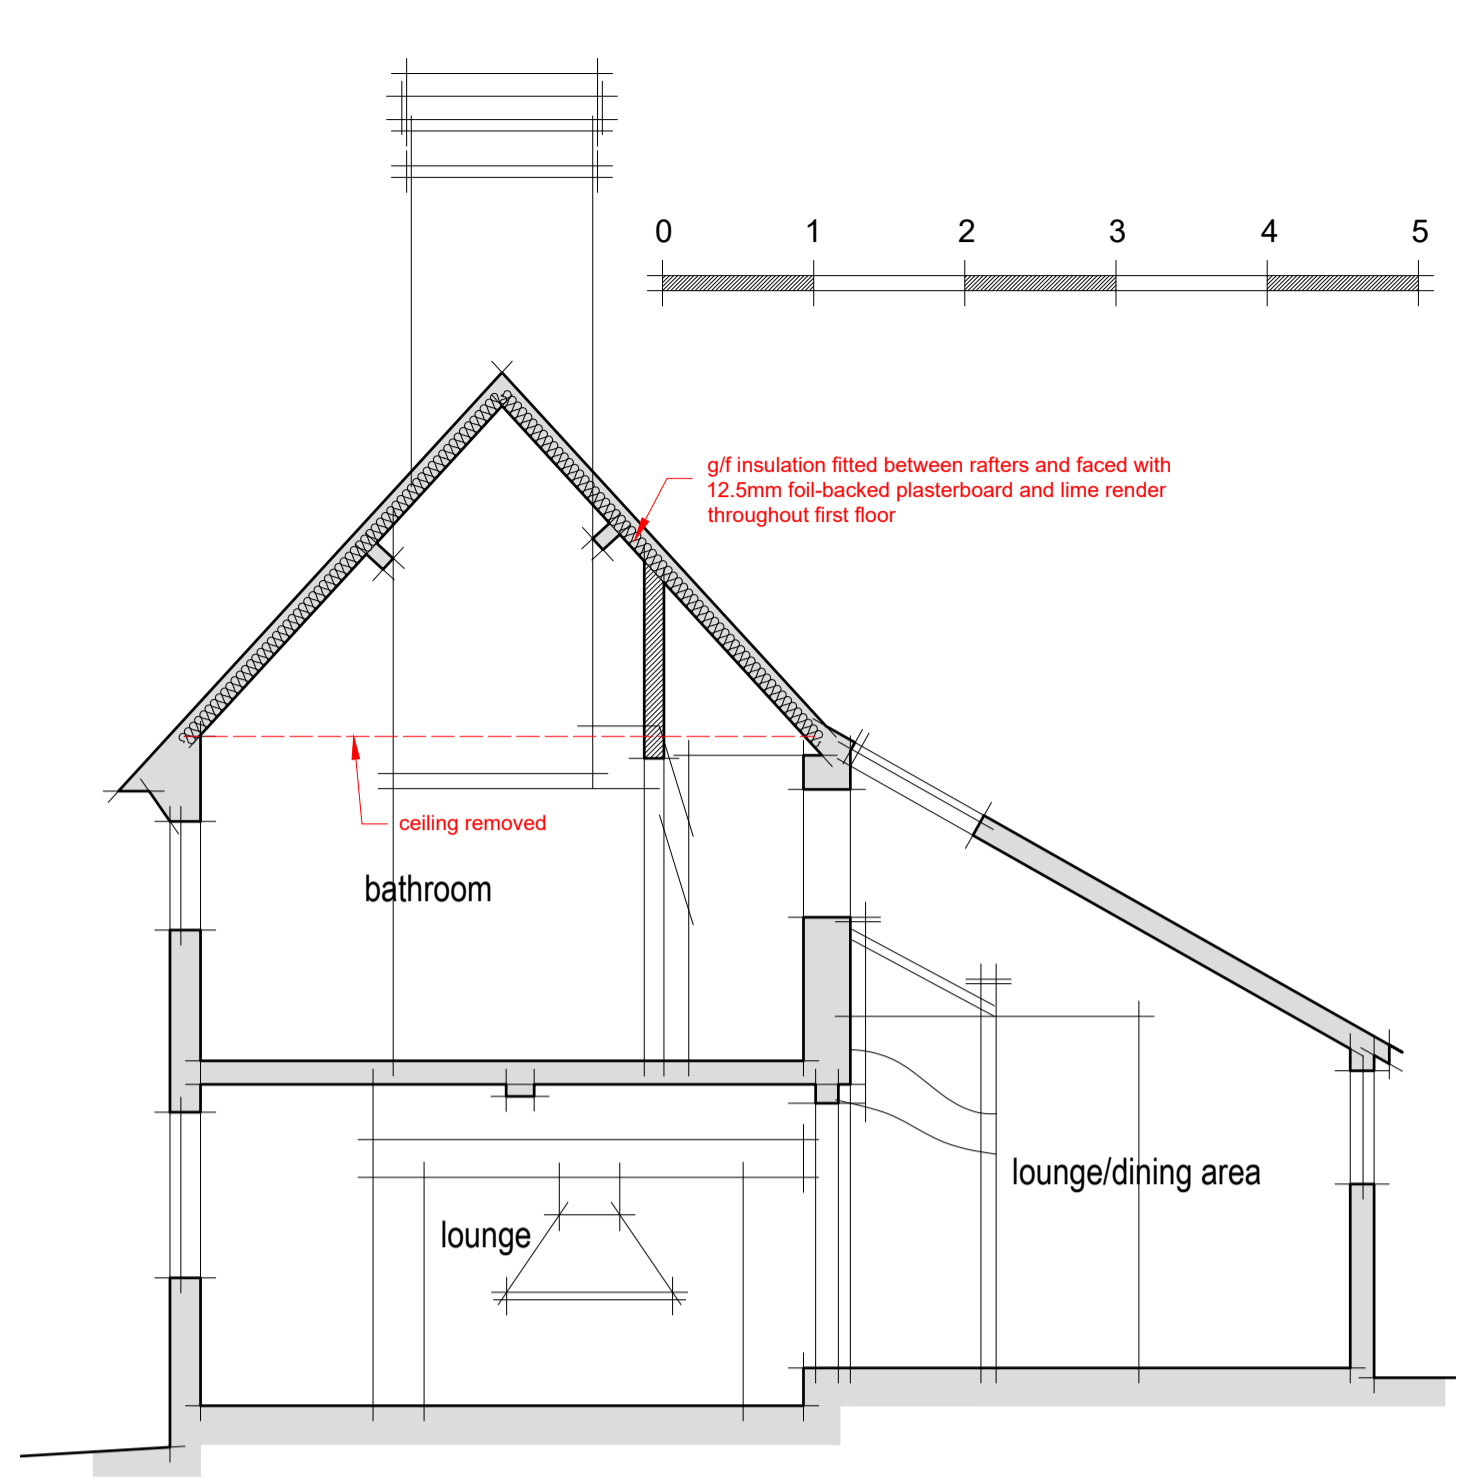 0 1 2 3 4 5
g/f insulation fitted between rafters and faced with
12.5mm foil-backed plasterboard and lime render
throughout first floor
ceiling removed
bathroom
lounge/dining area
lounge